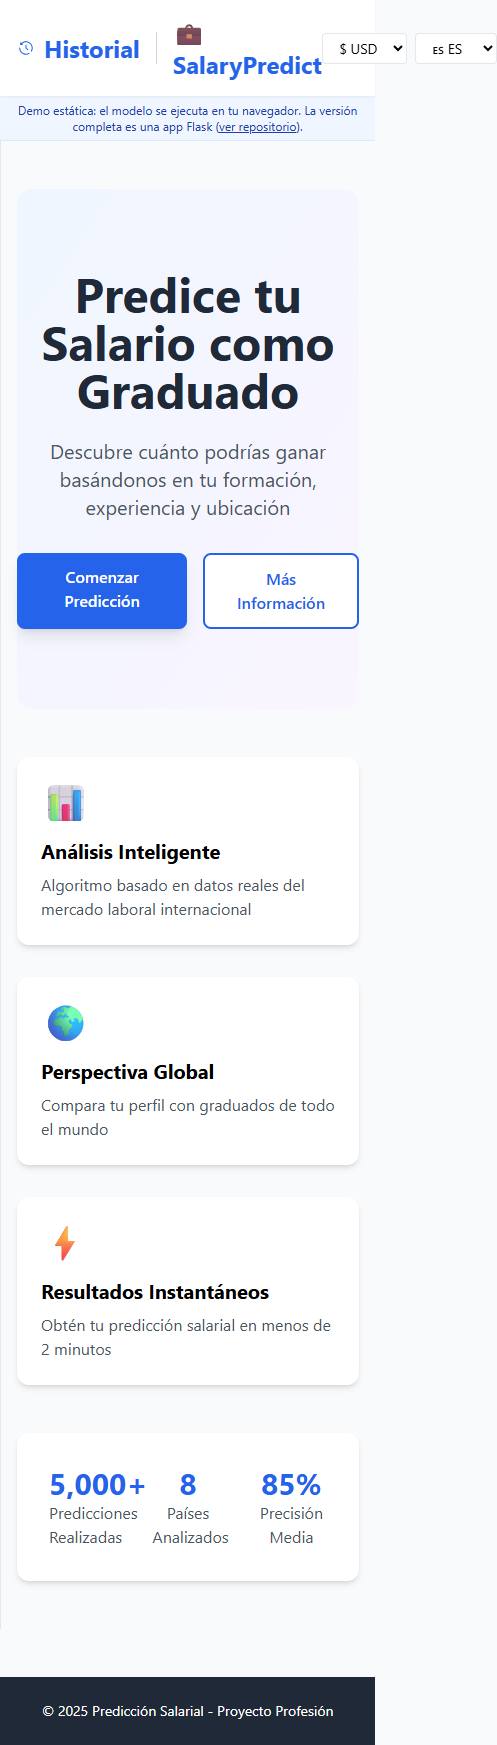 Historial
SalaryPredict
$ USD
ES ES
Demo estática: el modelo se ejecuta en tu navegador. La versión
completa es una app Flask (ver repositorio).
Predice tu
Salario como
Graduado
Descubre cuánto podrías ganar
basándonos en tu formación,
experiencia y ubicación
Comenzar
Predicción
Más
Información
Análisis Inteligente
Algoritmo basado en datos reales del
mercado laboral internacional
Perspectiva Global
Compara tu perfil con graduados de todo
el mundo
Resultados Instantáneos
Obtén tu predicción salarial en menos de
2 minutos
5,000+
Predicciones
Realizadas
8
Países
Analizados
85%
Precisión
Media
© 2025 Predicción Salarial - Proyecto Profesión